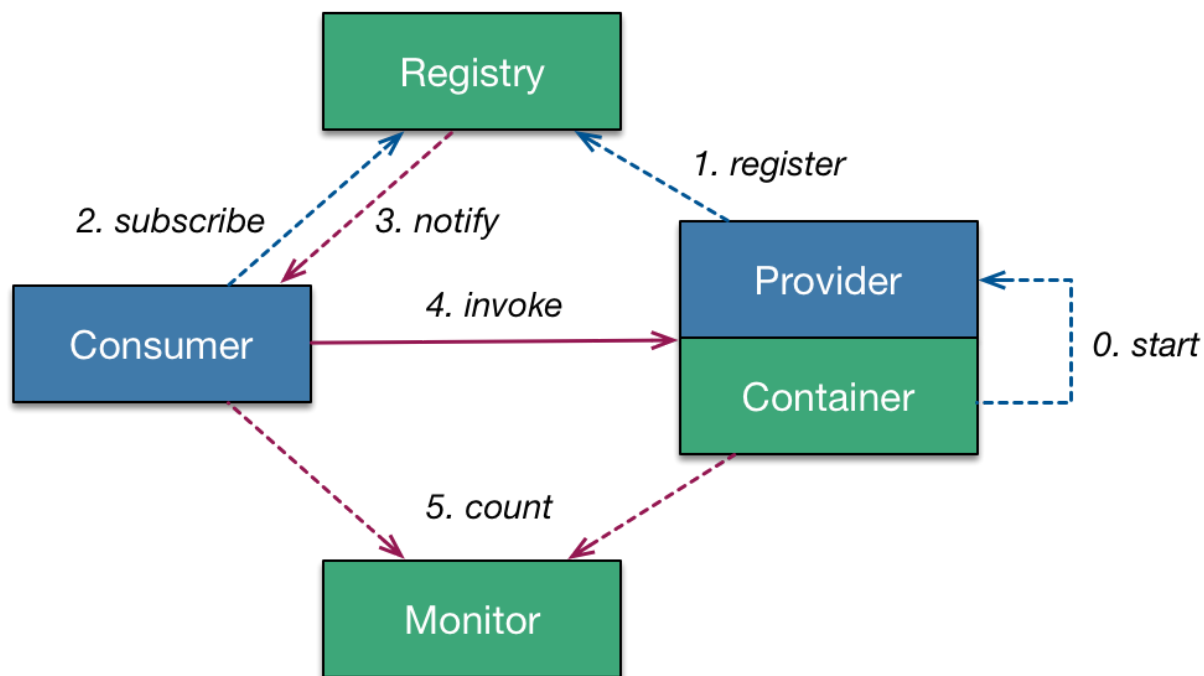 Registry
1. register
2. subscribe
3. notify
Provider
4. invoke
Consumer
0. start
Container
5. count
Monitor